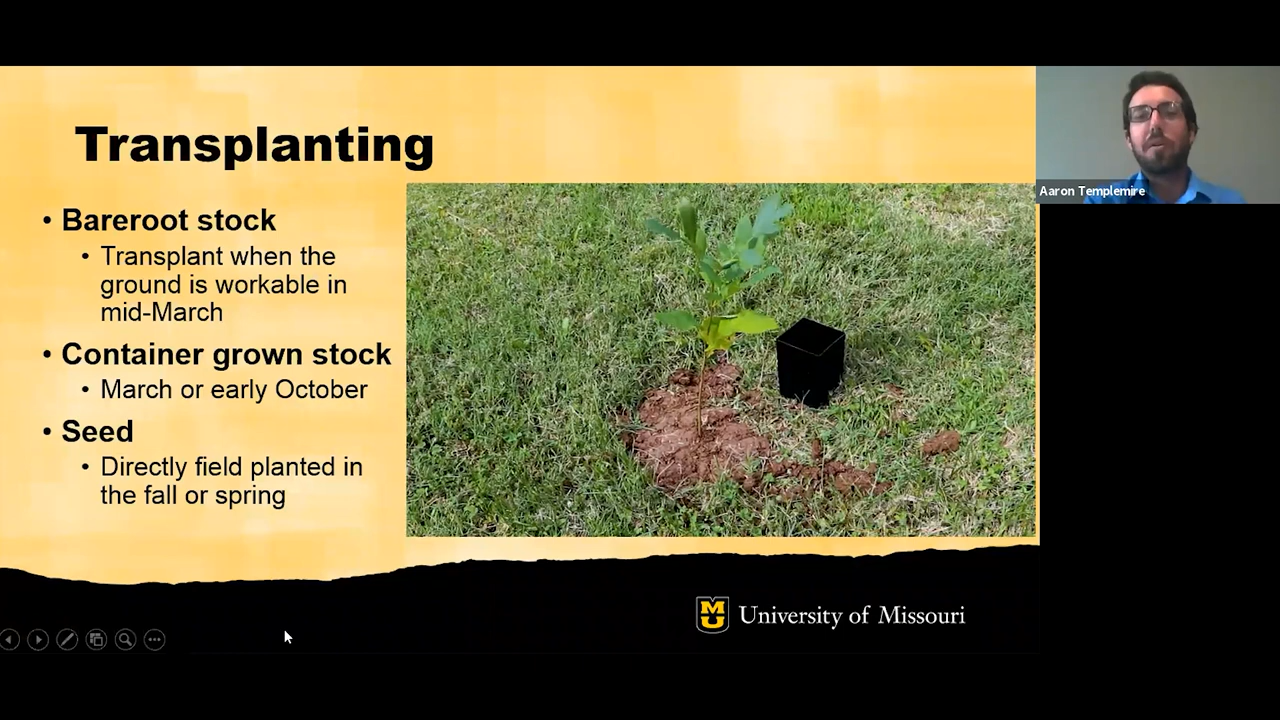 Transplanting
• Bareroot stock
• Transplant when the
ground is workable in
mid-March
• Container grown stock
• March or early October
• Seed
• Directly field planted in
the fall or spring
Aaron Templemire
MU
University of Missouri